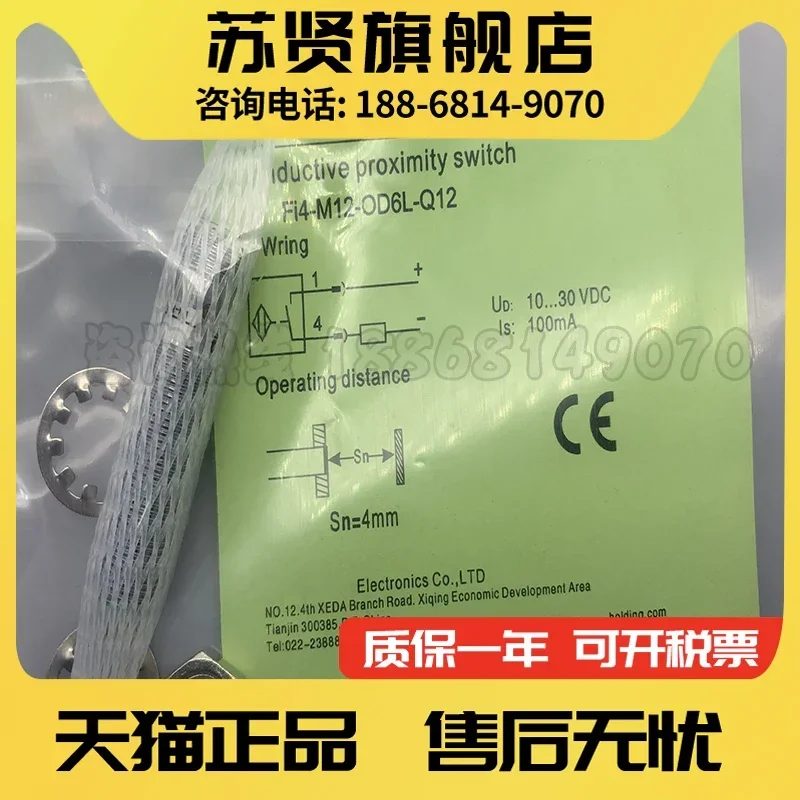 苏贤旗舰店
咨询电话: 188-6814-9070
ductive proximity switch
Fi4-M12-OD6L-Q12
Wring
1
+
4
-
UD: 10...30 VDC
Is: 100mA
18868149070
Operating distance
CE
Sn
Sn=4mm
Electronics Co.,LTD
NO.12.4th XEDA Branch Road. Xiqing Economic Development Area
Tianjin 300385
holding.com
Tel:022-23888
质保一年 可开税票
天猫正品 售后无忧